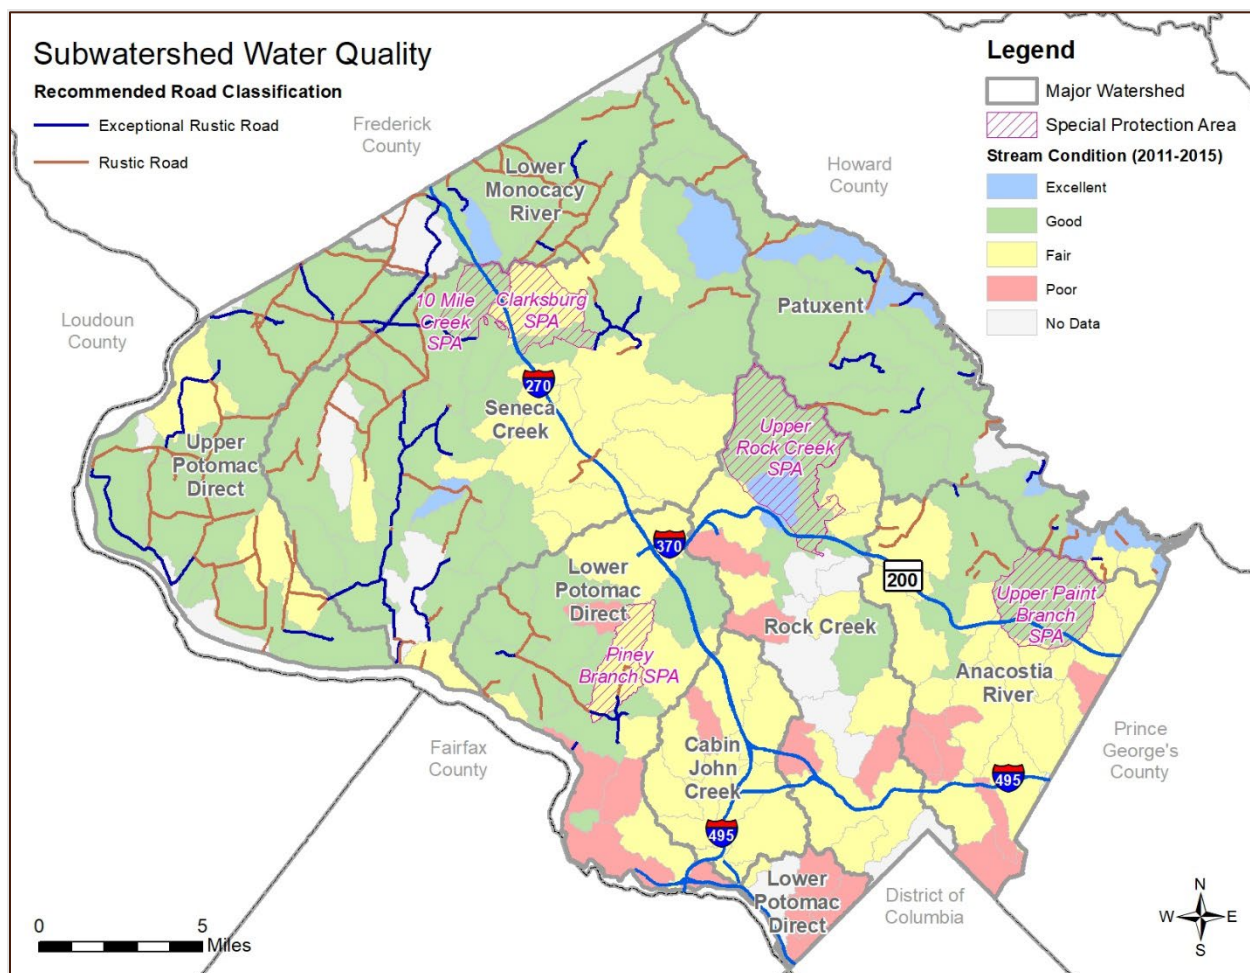 Subwatershed Water Quality
Recommended Road Classification
Exceptional Rustic Road
Rustic Road
Legend
Major Watershed
Special Protection Area
Stream Condition (2011-2015)
Excellent
Good
Fair
Poor
No Data
Frederick
County
Howard
County
Loudoun
County
Lower
Monocacy
River
10 Mile
Creek
SPA
Clarksburg
SPA
Patuxent
270
Seneca
Creek
Upper
Rock Creek
SPA
Upper
Potomac
Direct
370
Lower
Potomac
Direct
200
Upper Paint
Branch
SPA
Rock Creek
Piney
Branch SPA
Anacostia
River
Fairfax
County
Cabin
John
Creek
Prince
George's
County
495
495
Lower
Potomac
Direct
District of
Columbia
0 5
Miles
N
W E
S